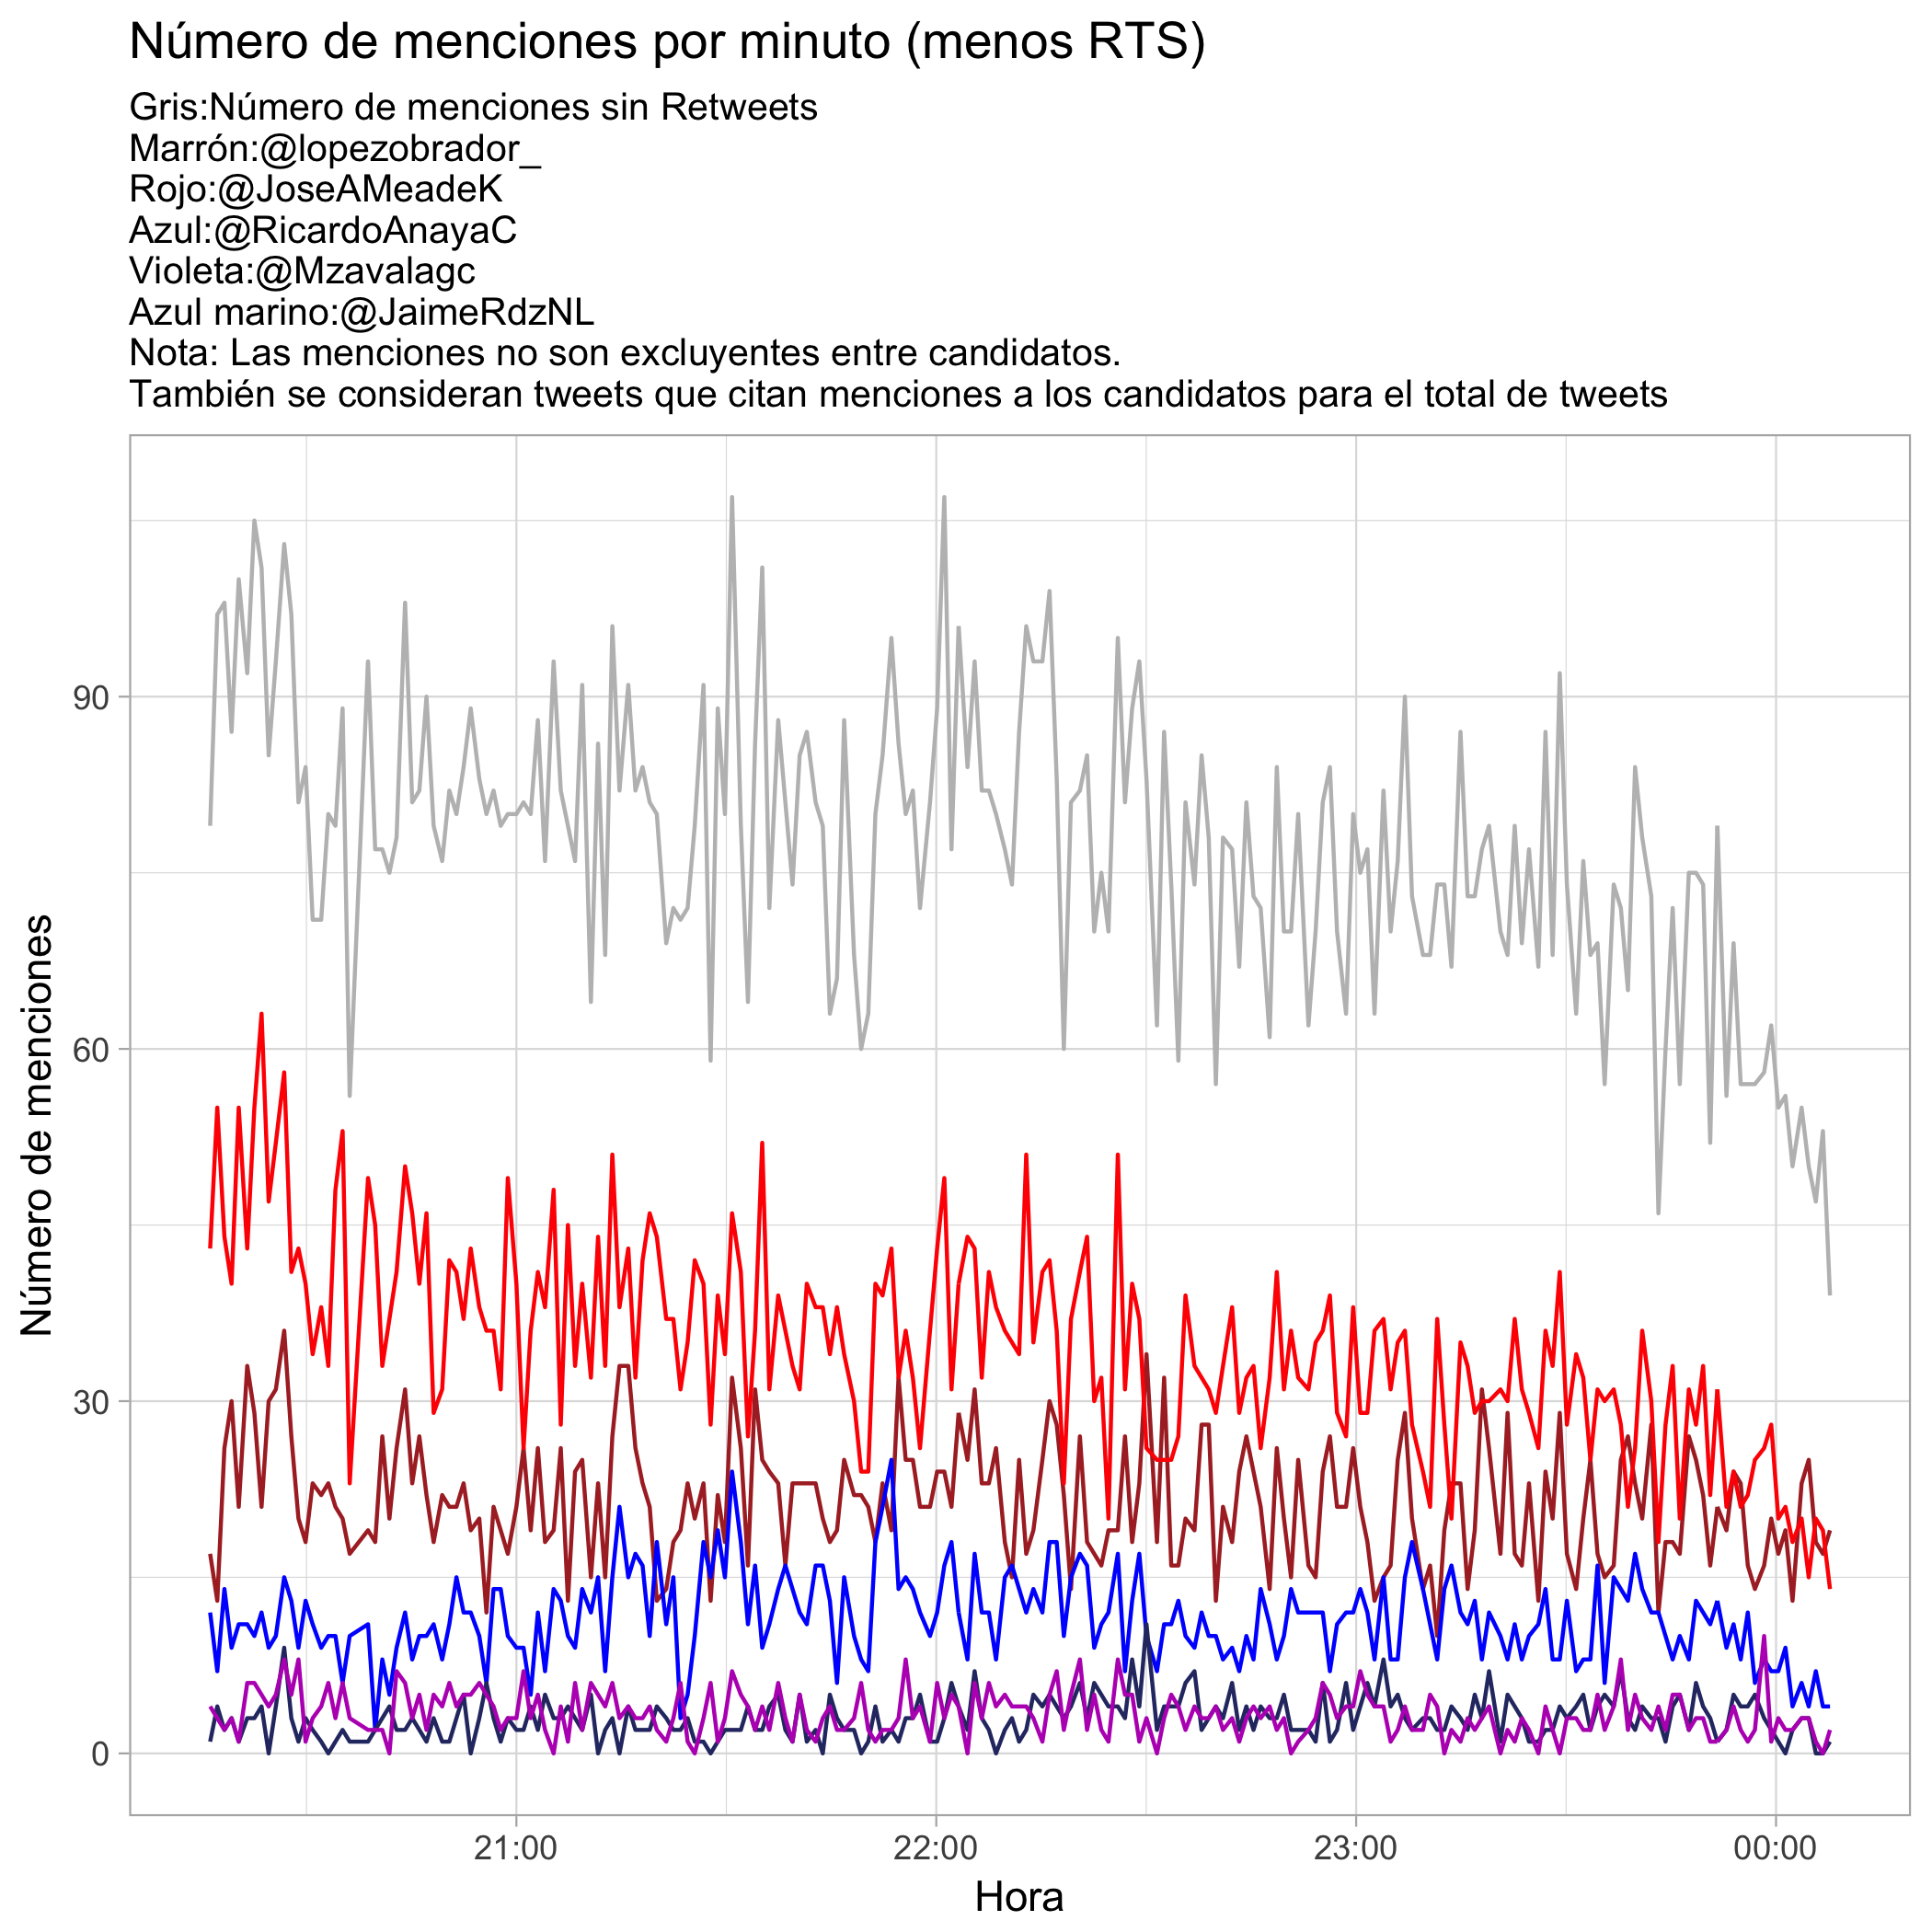 Número de menciones por minuto (menos RTS)
Gris:Número de menciones sin Retweets
Marrón:@lopezobrador_
Rojo:@JoseAMeadeK
Azul:@RicardoAnayaC
Violeta:@Mzavalagc
Azul marino:@JaimeRdzNL
Nota: Las menciones no son excluyentes entre candidatos.
También se consideran tweets que citan menciones a los candidatos para el total de tweets
Número de menciones
90
60
30
0
21:00
22:00
23:00
00:00
Hora